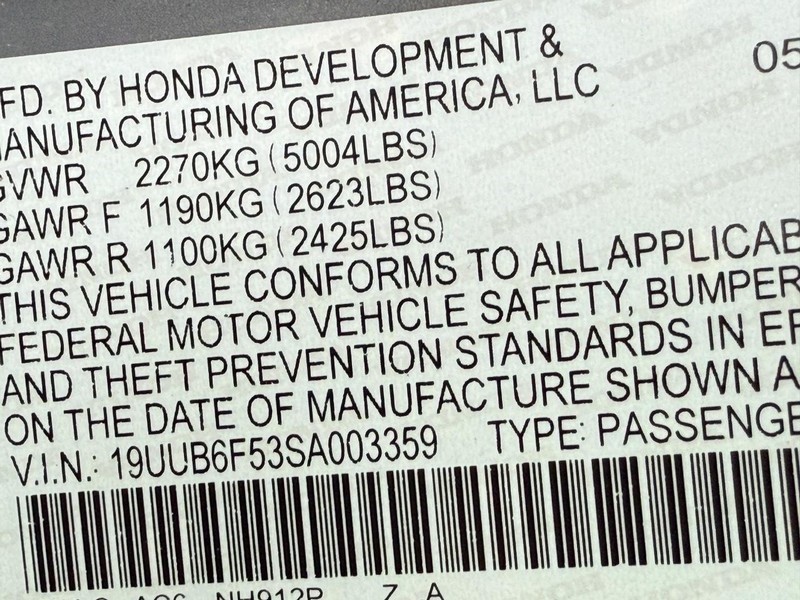 FD. BY HONDA DEVELOPMENT &
ANUFACTURING OF AMERICA, LLC
05
GVWR 2270KG (5004LBS)
GAWR F 1190KG (2623LBS)
GAWR R 1100KG (2425LBS)
THIS VEHICLE CONFORMS TO ALL APPLICAB
FEDERAL MOTOR VEHICLE SAFETY, BUMPER
AND THEFT PREVENTION STANDARDS IN EF
ON THE DATE OF MANUFACTURE SHOWN A
V.I.N.: 19UUB6F53SA003359 TYPE: PASSENGE
NH912P Z A